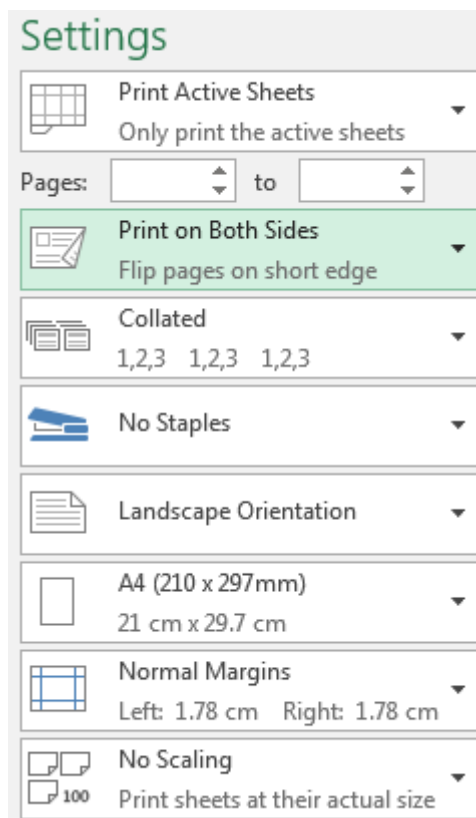 Settings
Print Active Sheets
Only print the active sheets
Pages: to
Print on Both Sides
Flip pages on short edge
Collated
1,2,3 1,2,3 1,2,3
No Staples
Landscape Orientation
A4 (210 x 297mm)
21 cm x 29.7 cm
Normal Margins
Left: 1.78 cm Right: 1.78 cm
No Scaling
100
Print sheets at their actual size